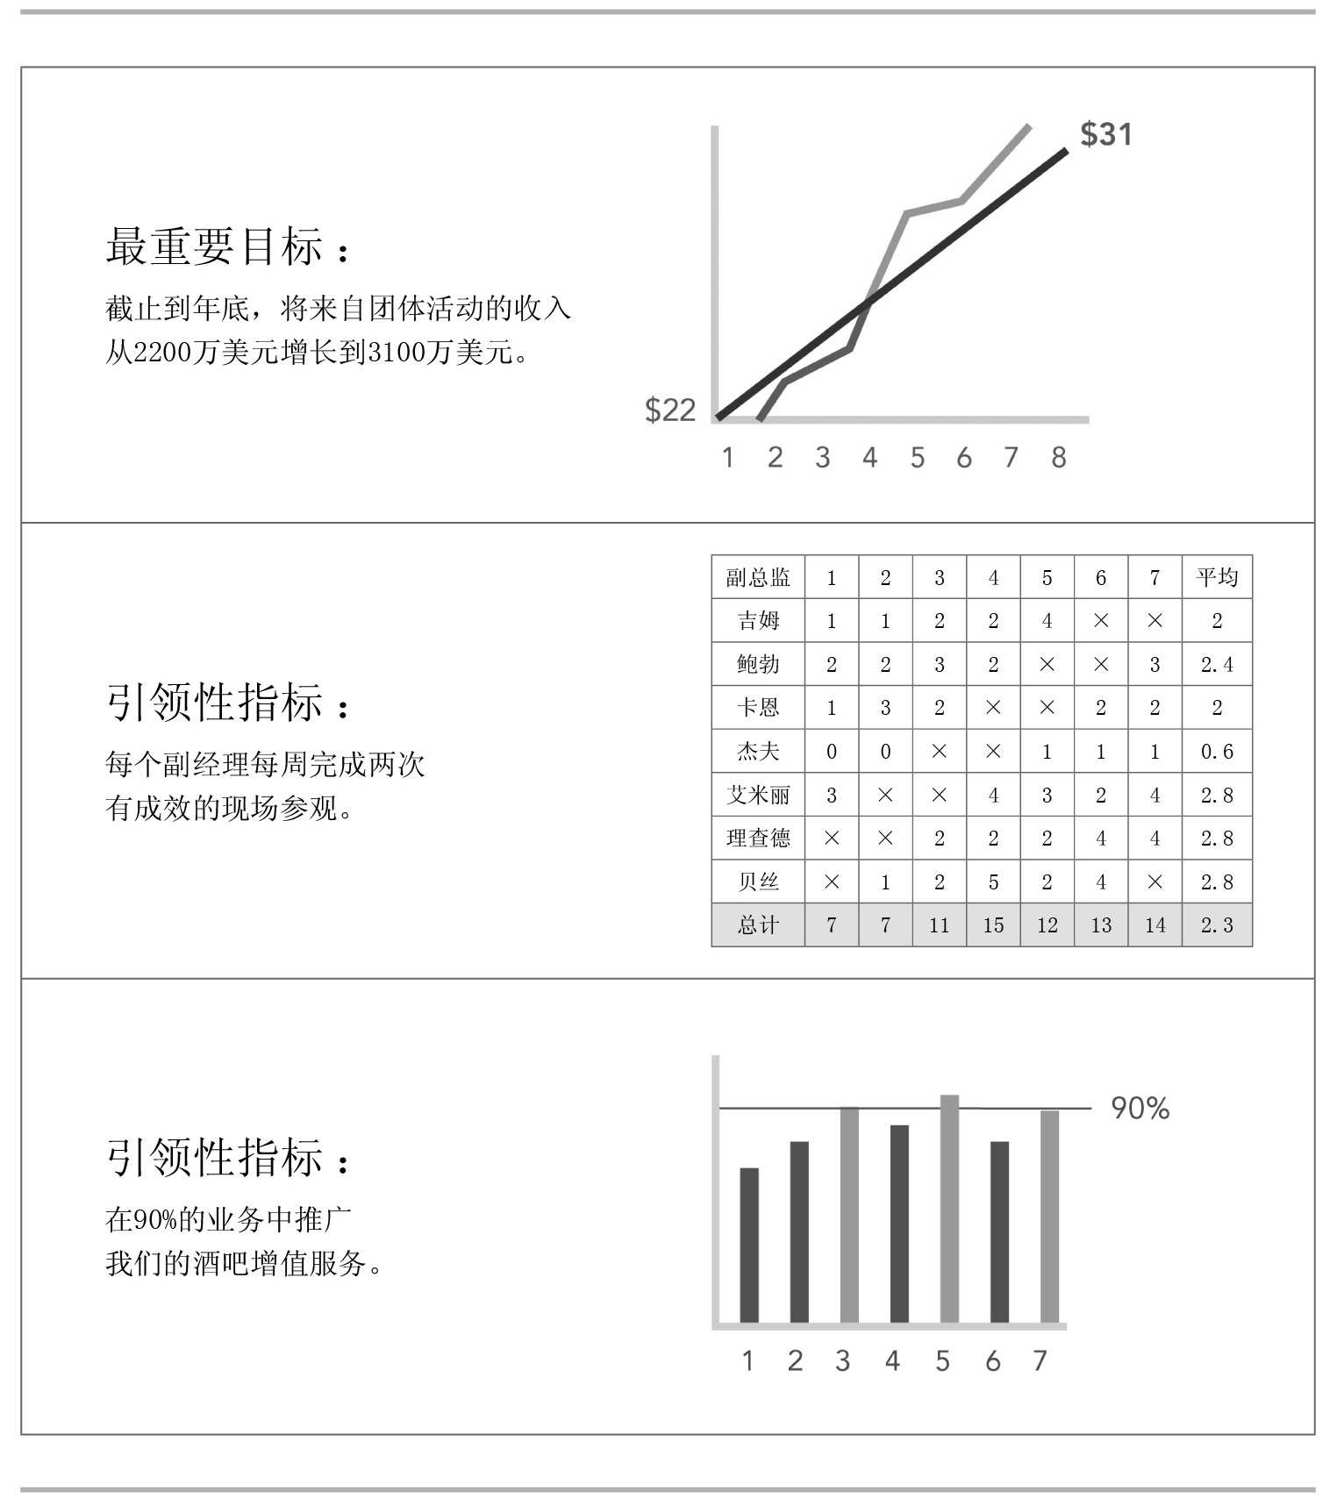 最重要目标：
截止到年底，将来自团体活动的收入
从2200万美元增长到3100万美元。
$31
$22
1 2 3 4 5 6 7 8
引领性指标：
每个副经理每周完成两次
有成效的现场参观。
副总监 1 2 3 4 5 6 7 平均
吉姆 1 1 2 2 4 × × 2
鲍勃 2 2 3 2 × × 3 2.4
卡恩 1 3 2 × × 2 2 2
杰夫 0 0 × × 1 1 1 0.6
艾米丽 3 × × 4 3 2 4 2.8
理查德 × × 2 2 2 4 4 2.8
贝丝 × 1 2 5 2 4 × 2.8
总计 7 7 11 15 12 13 14 2.3
引领性指标：
在90%的业务中推广
我们的酒吧增值服务。
90%
1 2 3 4 5 6 7